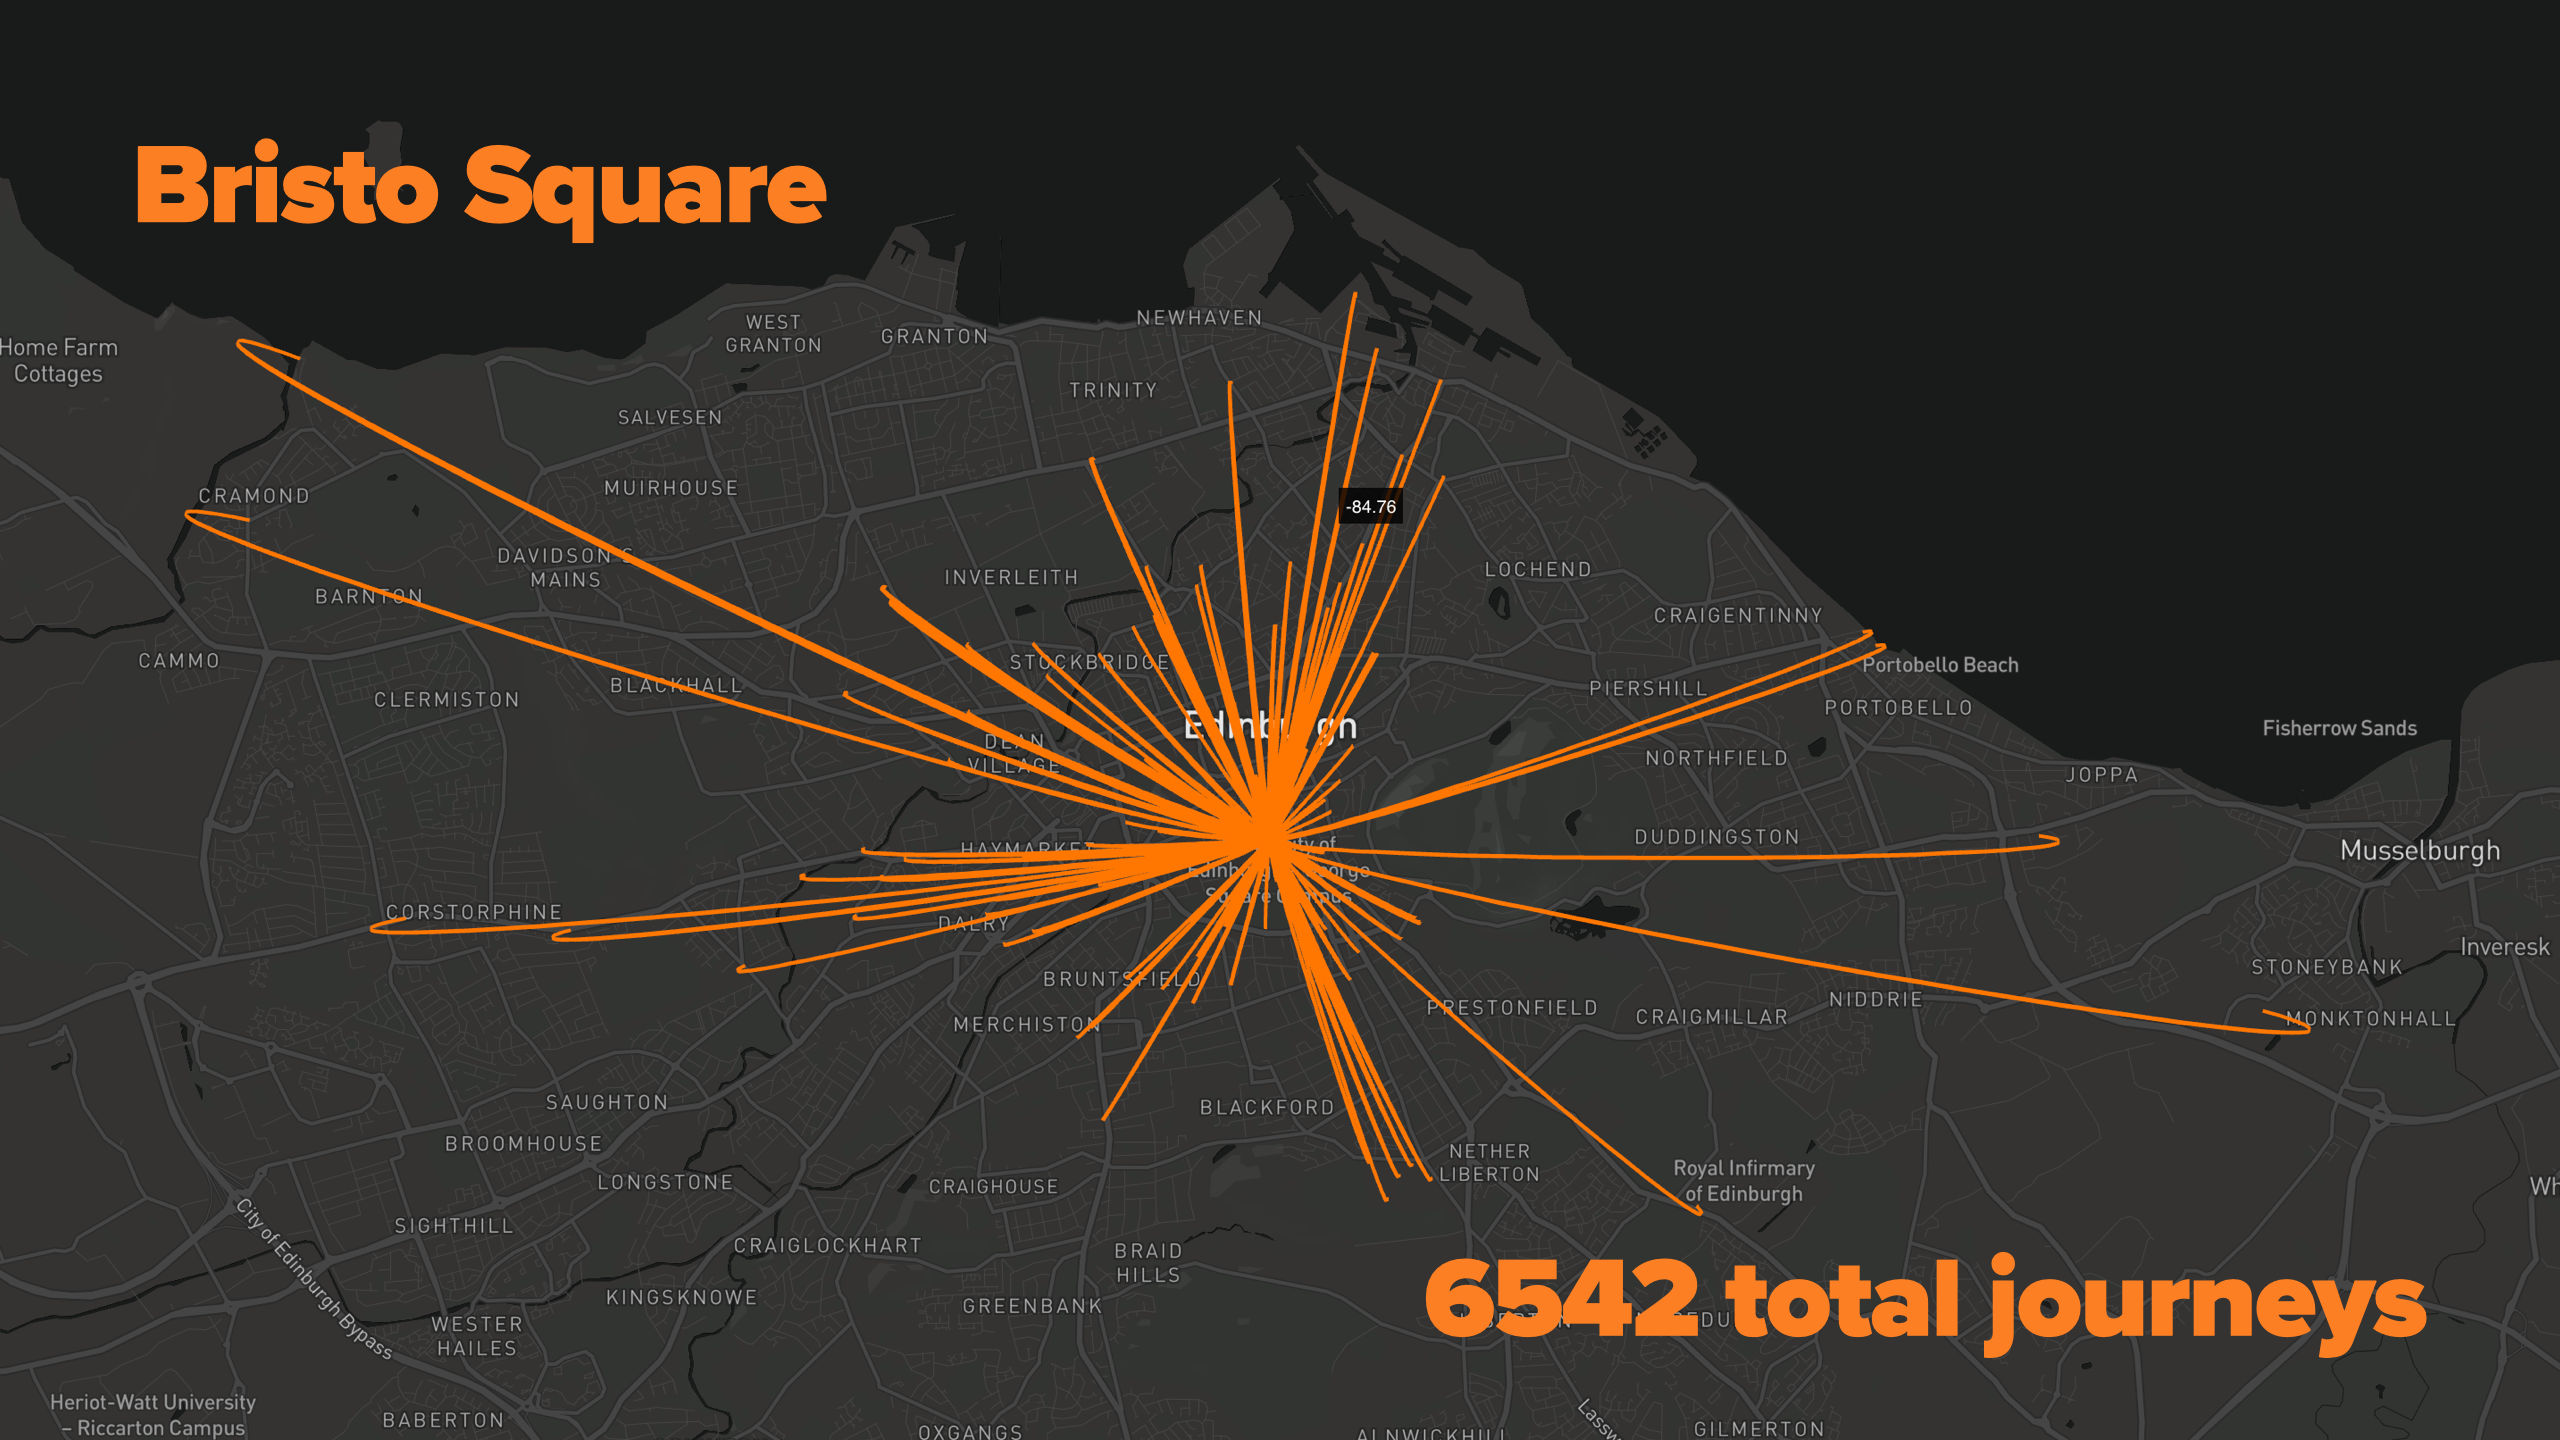 Bristo Square
NEWHAVEN
WEST
GRANTON
GRANTON
Home Farm
Cottages
TRINITY
SALVESEN
MUIRHOUSE
CRAMOND
-84.76
DAVIDSON'S
MAINS
INVERLEITH
LOCHEND
BARNTON
CRAIGENTINNY
CAMMO
STOCKBRIDGE
Portobello Beach
BLACKHALL
PIERSHILL
CLERMISTON
PORTOBELLO
Edinburgh
Fisherrow Sands
DEAN
VILLAGE
NORTHFIELD
JOPPA
DUDDINGSTON
HAYMARKET
Musselburgh
CORSTORPHINE
DALRY
Inveresk
STONEYBANK
BRUNTSFIELD
NIDDRIE
PRESTONFIELD
CRAIGMILLAR
MONKTONHALL
MERCHISTON
SAUGHTON
BLACKFORD
BROOMHOUSE
NETHER
LIBERTON
Royal Infirmary
of Edinburgh
LONGSTONE
CRAIGHOUSE
SIGHTHILL
City of Edinburgh Bypass
CRAIGLOCKHART
BRAID
HILLS
KINGSKNOWE
GREENBANK
6542 total journeys
WESTER
HAILES
Heriot-Watt University
– Riccarton Campus
BABERTON
OXGANGS
GILMERTON